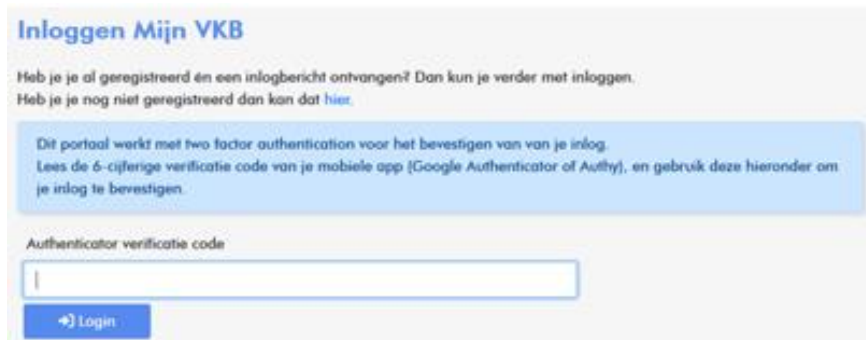 Inloggen Mijn VKB
Heb je je al geregistreerd én een inlogbericht ontvangen? Dan kun je verder met inloggen.
Heb je je nog niet geregistreerd dan kan dat hier.
Dit portaal werkt met two factor authentication voor het bevestigen van van je inlog.
Lees de 6-cijferige verificatie code van je mobiele app (Google Authenticator of Authy), en gebruik deze hieronder om
je inlog te bevestigen.
Authenticator verificatie code
Login